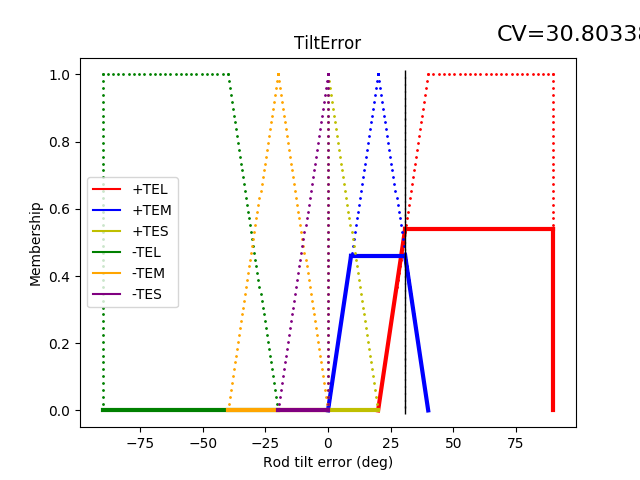 CV=30.8033
TiltError
Membership
1.0
0.8
0.6
0.4
0.2
0.0
+TEL
+TEM
+TES
-TEL
-TEM
-TES
−75
−50
−25
0
25
50
75
Rod tilt error (deg)